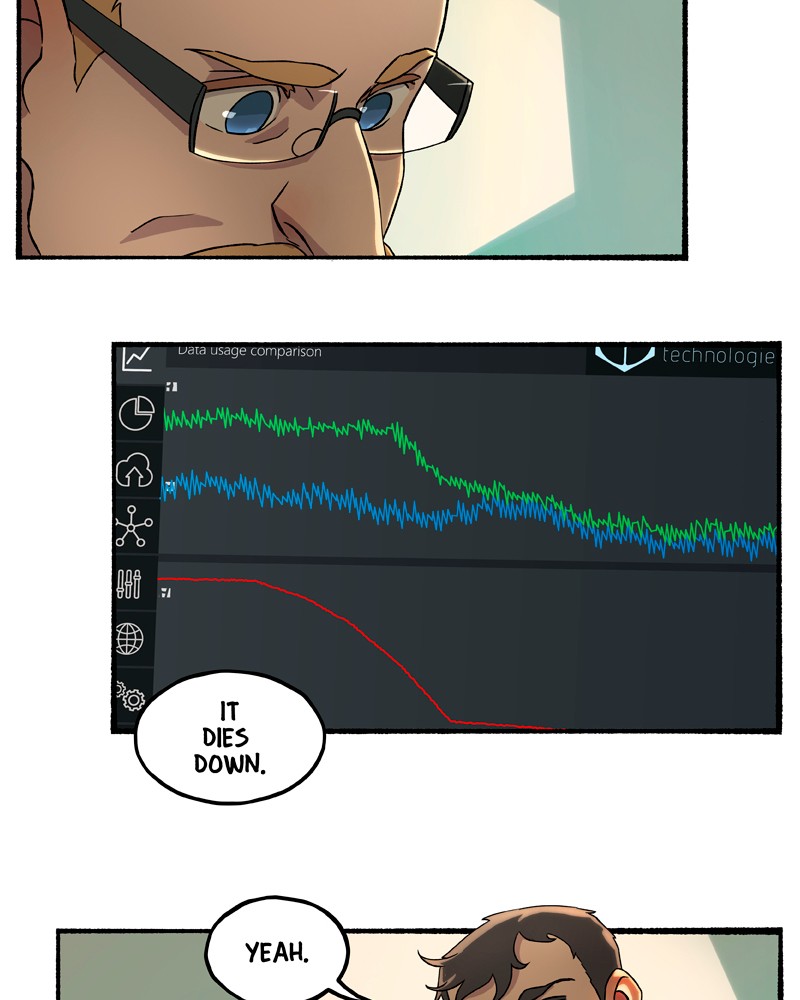 Data usage comparison
technologie
IT
DIES
DOWN.
YEAH.